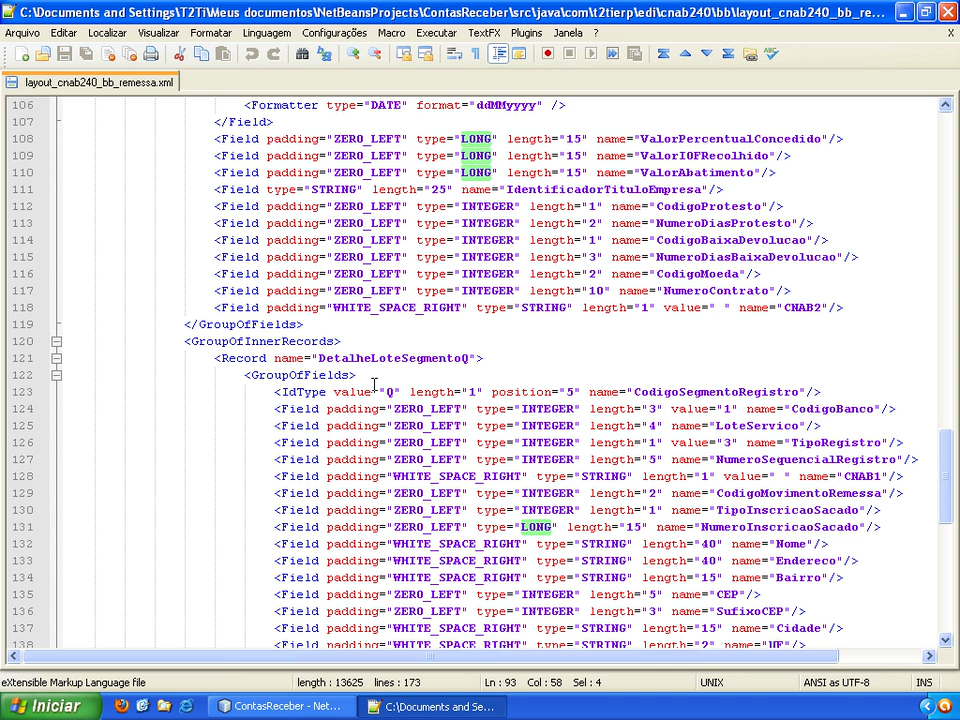 C:\Documents and Settings\T2Ti\Meus documentos\NetBeansProjects\ContasReceber\src\java\com\t2tierp\edi\cnab240\bb\layout_cnab240_bb_re...
Arquivo Editar Localizar Visualizar Formatar Linguagem Configurações Macro Executar TextFX Plugins Janela ? X
layout_cnab240_bb_remessa.xml
106 <Formatter type="DATE" format="ddMMyyyy" />
107 </Field>
108 <Field padding="ZERO_LEFT" type="LONG" length="15" name="ValorPercentualConcedido"/>
109 <Field padding="ZERO_LEFT" type="LONG" length="15" name="ValorIOFRecolhido"/>
110 <Field padding="ZERO_LEFT" type="LONG" length="15" name="ValorAbatimento"/>
111 <Field type="STRING" length="25" name="IdentificadorTituloEmpresa"/>
112 <Field padding="ZERO_LEFT" type="INTEGER" length="1" name="CodigoProtesto"/>
113 <Field padding="ZERO_LEFT" type="INTEGER" length="2" name="NumeroDiasProtesto"/>
114 <Field padding="ZERO_LEFT" type="INTEGER" length="1" name="CodigoBaixaDevolucao"/>
115 <Field padding="ZERO_LEFT" type="INTEGER" length="3" name="NumeroDiasBaixaDevolucao"/>
116 <Field padding="ZERO_LEFT" type="INTEGER" length="2" name="CodigoMoeda"/>
117 <Field padding="ZERO_LEFT" type="INTEGER" length="10" name="NumeroContrato"/>
118 <Field padding="WHITE_SPACE_RIGHT" type="STRING" length="1" value=" " name="CNAB2"/>
119 </GroupOfFields>
120 <GroupOfInnerRecords>
121 <Record name="DetalheLoteSegmentoQ">
122 <GroupOfFields>
123 <IdType value="Q" length="1" position="5" name="CodigoSegmentoRegistro"/>
124 <Field padding="ZERO_LEFT" type="INTEGER" length="3" value="1" name="CodigoBanco"/>
125 <Field padding="ZERO_LEFT" type="INTEGER" length="4" name="LoteServico"/>
126 <Field padding="ZERO_LEFT" type="INTEGER" length="1" value="3" name="TipoRegistro"/>
127 <Field padding="ZERO_LEFT" type="INTEGER" length="5" name="NumeroSequencialRegistro"/>
128 <Field padding="WHITE_SPACE_RIGHT" type="STRING" length="1" value=" " name="CNAB1"/>
129 <Field padding="ZERO_LEFT" type="INTEGER" length="2" name="CodigoMovimentoRemessa"/>
130 <Field padding="ZERO_LEFT" type="INTEGER" length="1" name="TipoInscricaoSacado"/>
131 <Field padding="ZERO_LEFT" type="LONG" length="15" name="NumeroInscricaoSacado"/>
132 <Field padding="WHITE_SPACE_RIGHT" type="STRING" length="40" name="Nome"/>
133 <Field padding="WHITE_SPACE_RIGHT" type="STRING" length="40" name="Endereco"/>
134 <Field padding="WHITE_SPACE_RIGHT" type="STRING" length="15" name="Bairro"/>
135 <Field padding="ZERO_LEFT" type="INTEGER" length="5" name="CEP"/>
136 <Field padding="ZERO_LEFT" type="INTEGER" length="3" name="SufixoCEP"/>
137 <Field padding="WHITE_SPACE_RIGHT" type="STRING" length="15" name="Cidade"/>
138 <Field padding="WHITE_SPACE_RIGHT" type="STRING" length="2" name="UF"/>
eXtensible Markup Language file length : 13625 lines : 173 Ln : 93 Col : 58 Sel : 4 UNIX ANSI as UTF-8 INS
Iniciar ContasReceber - Net... C:\Documents and Se...